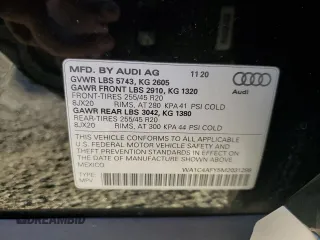 MFD. BY AUDI AG 11 20
GVWR LBS 5743, KG 2605
GAWR FRONT LBS 2910, KG 1320
FRONT-TIRES 255/45 R20
8JX20 RIMS, AT 280 KPA 41 PSI COLD
GAWR REAR LBS 3042, KG 1380
REAR-TIRES 255/45 R20
8JX20 RIMS, AT 300 KPA 44 PSI COLD
THIS VEHICLE CONFORMS TO ALL APPLICABLE
U.S. FEDERAL MOTOR VEHICLE SAFETY AND
THEFT PREVENTION STANDARDS IN EFFECT ON
THE DATE OF MANUFACTURE SHOWN ABOVE
MPV
MEXICO